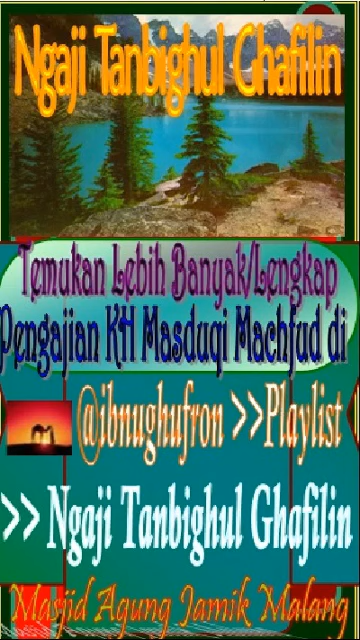 Ngaji Tanbighul Ghafilin
Temukan Lebih Banyak/Lengkap
Pengajian KH Masduqi Machfud di
@ibnughufron >>Playlist
>> Ngaji Tanbighul Ghafilin
Masjid Agung Jamik Malang